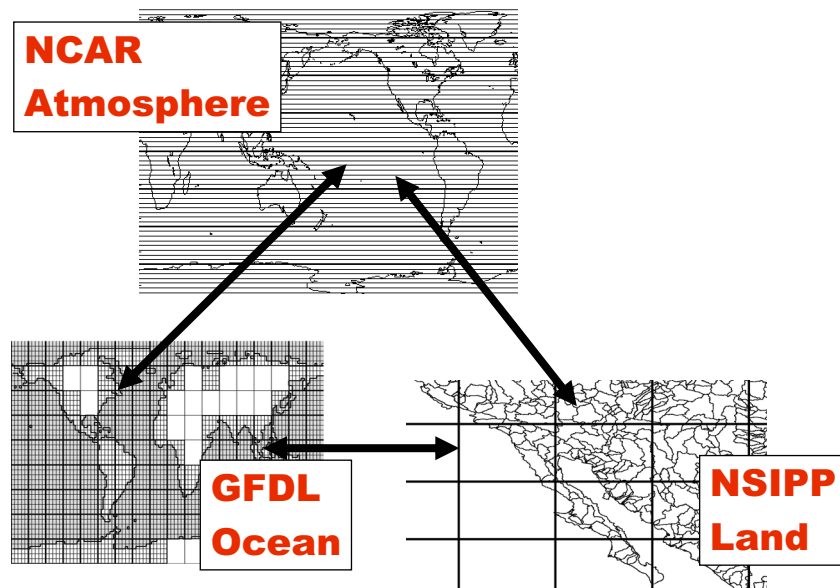 NCAR
Atmosphere
GFDL
Ocean
NSIPP
Land